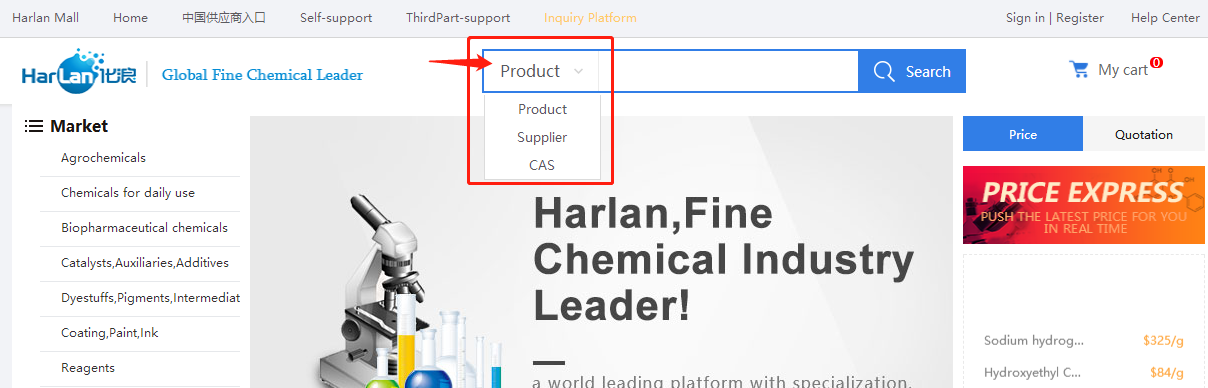 Harlan Mall Home 中国供应商入口 Self-support ThirdPart-support Inquiry Platform Sign in | Register Help Center
HarLan化浪 Global Fine Chemical Leader
Product Search My cart 0
Product
Supplier
CAS
Market
Agrochemicals
Chemicals for daily use
Biopharmaceutical chemicals
Catalysts,Auxiliaries,Additives
Dyestuffs,Pigments,Intermediat
Coating,Paint,Ink
Reagents
Harlan,Fine
Chemical Industry
Leader!
a world leading platform with specialization,
Price Quotation
PRICE EXPRESS
PUSH THE LATEST PRICE FOR YOU
IN REAL TIME
Sodium hydrog... $325/g
Hydroxyethyl C... $84/g